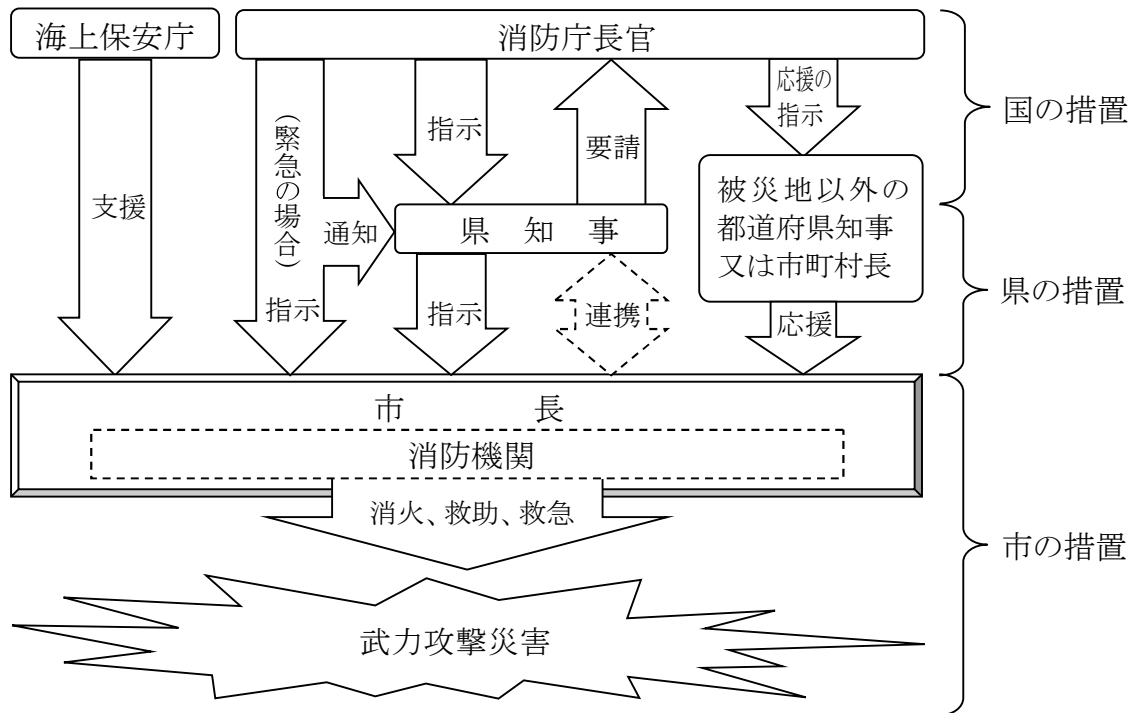 海上保安庁
消防庁長官
応援の
指示
国の措置
指示
要請
(緊急の場合)
支援
通知
県知事
被災地以外の
都道府県知事
又は市町村長
県の措置
指示
指示
連携
応援
市長
消防機関
消火、救助、救急
市の措置
武力攻撃災害